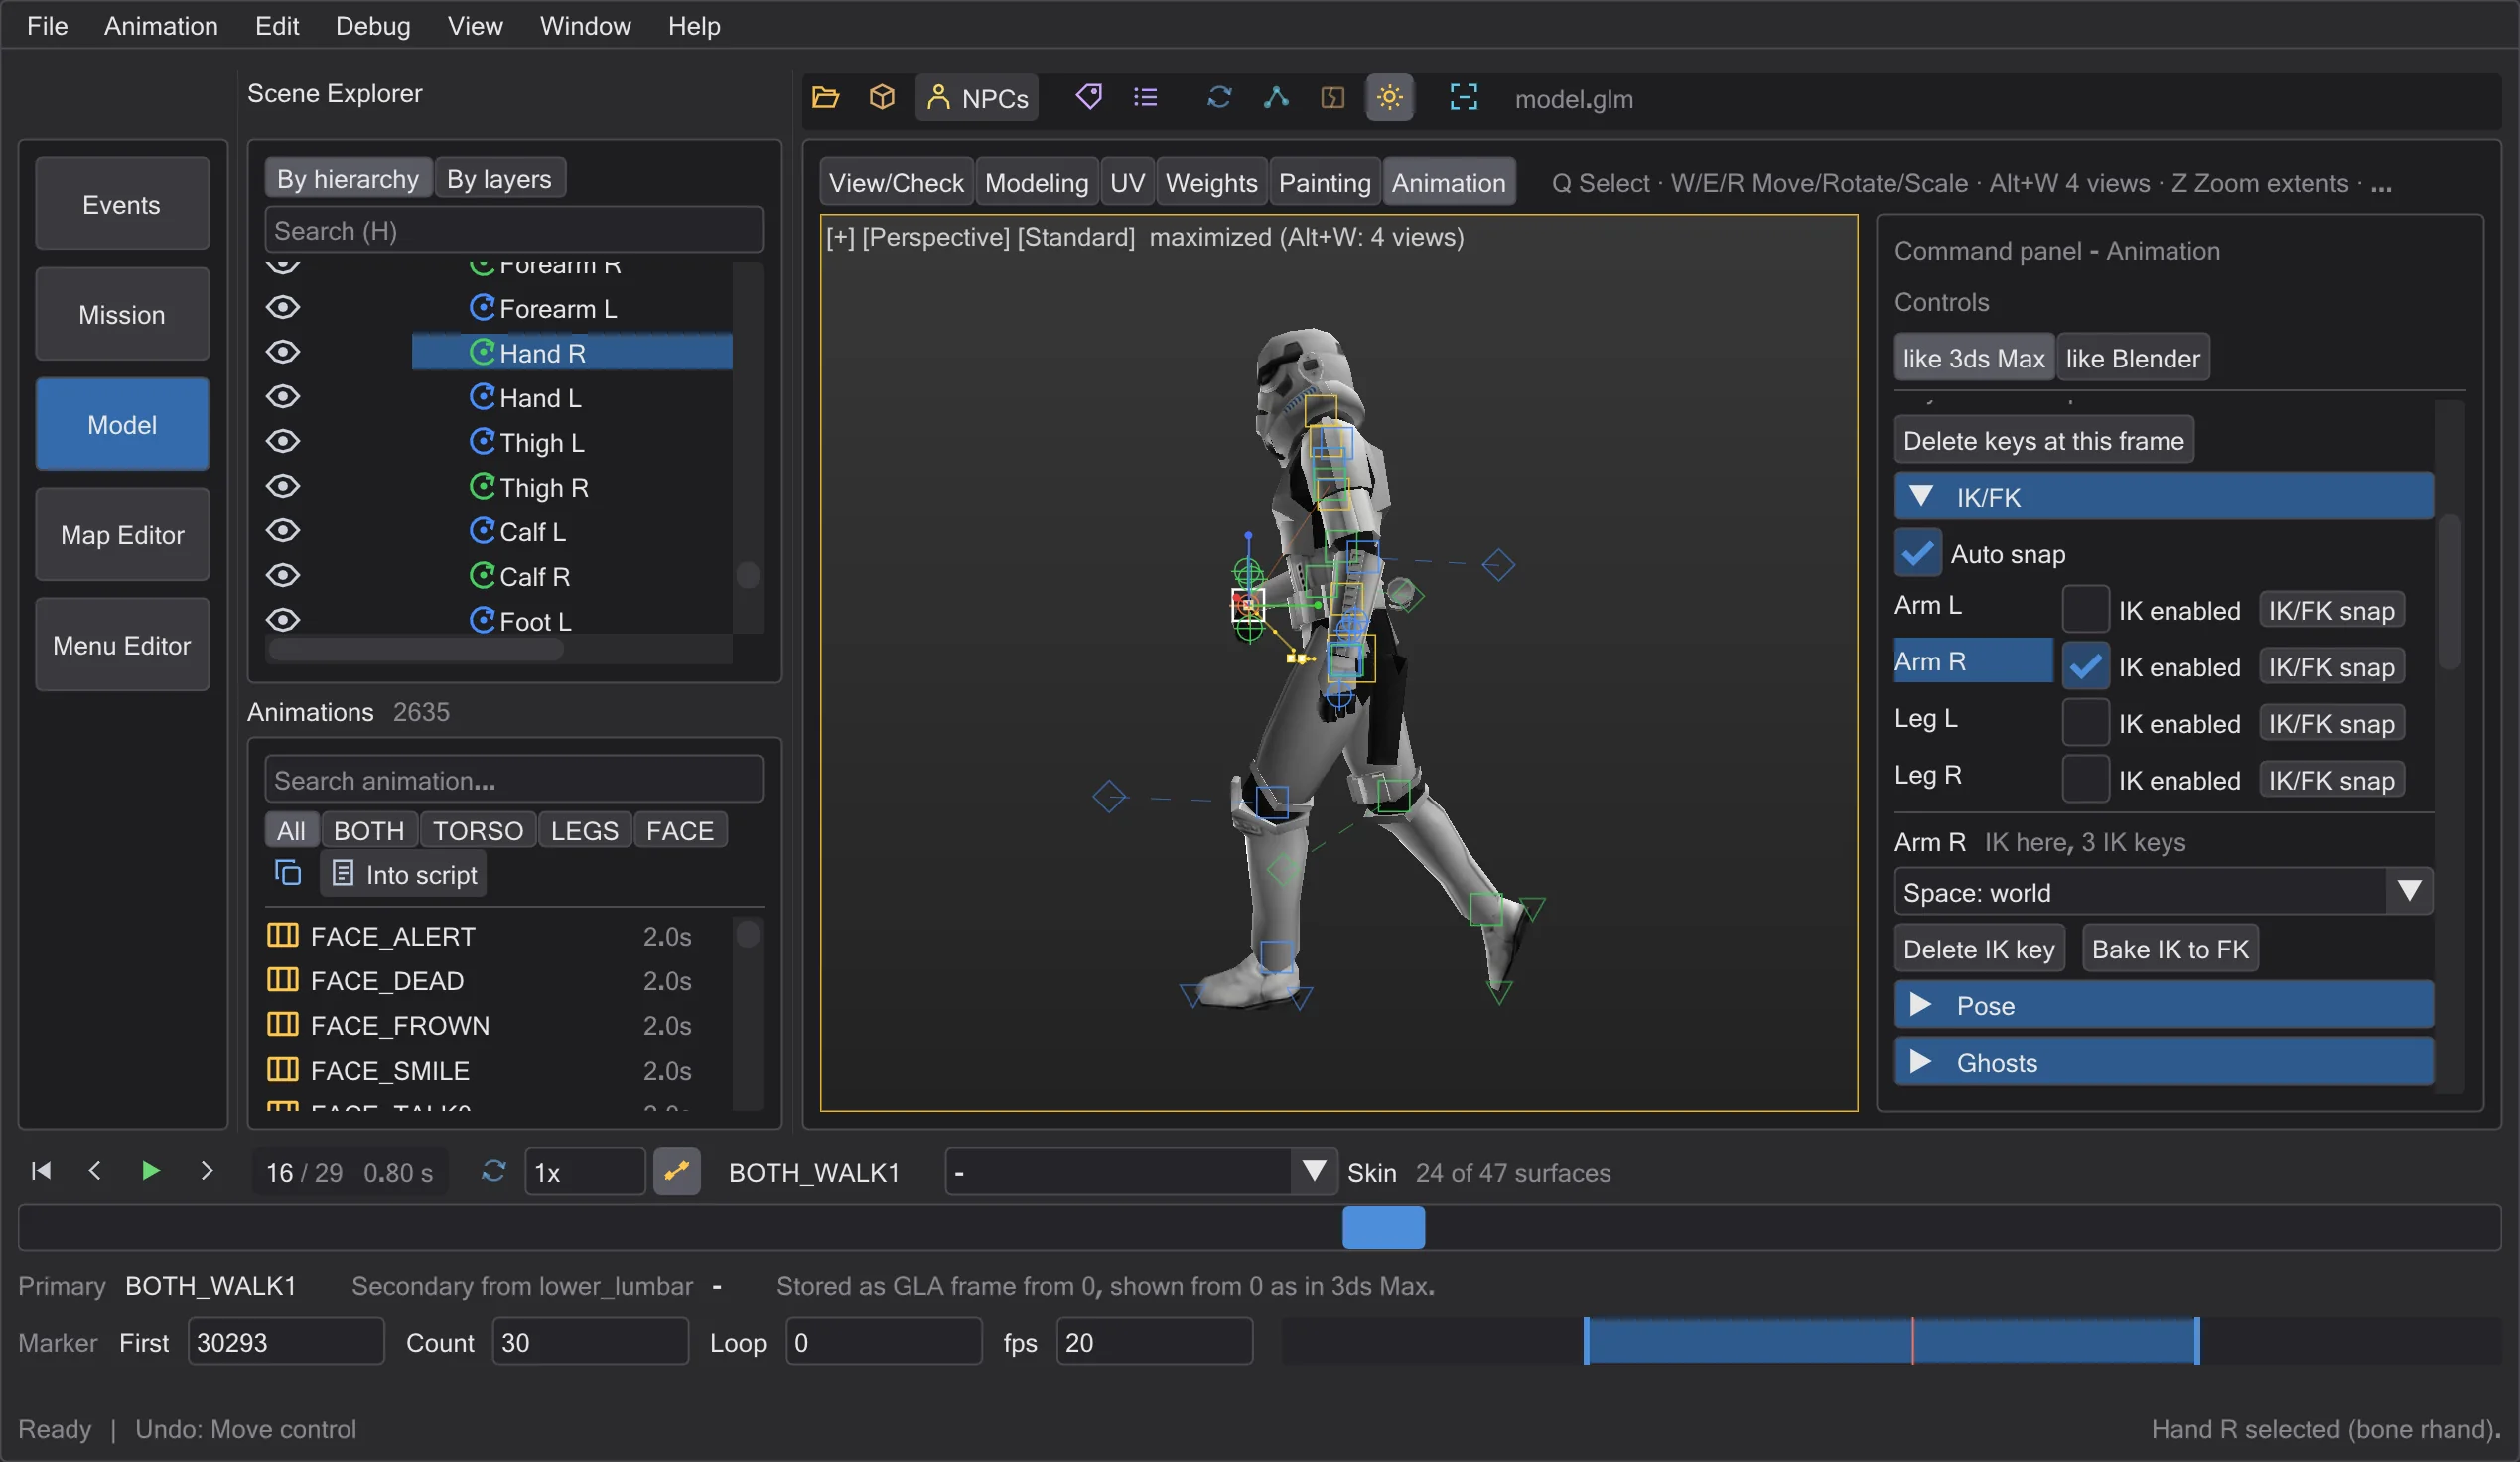 File Animation Edit Debug View Window Help
Scene Explorer
NPCs
model.glm
Events
Mission
Model
Map Editor
Menu Editor
By hierarchy By layers
Search (H)
Forearm R
Forearm L
Hand R
Hand L
Thigh L
Thigh R
Calf L
Calf R
Foot L
Animations 2635
Search animation...
All BOTH TORSO LEGS FACE
Into script
FACE_ALERT 2.0s
FACE_DEAD 2.0s
FACE_FROWN 2.0s
FACE_SMILE 2.0s
View/Check Modeling UV Weights Painting Animation
Q Select · W/E/R Move/Rotate/Scale · Alt+W 4 views · Z Zoom extents · ...
[+] [Perspective] [Standard] maximized (Alt+W: 4 views)
Command panel - Animation
Controls
like 3ds Max like Blender
Delete keys at this frame
IK/FK
Auto snap
Arm L IK enabled IK/FK snap
Arm R IK enabled IK/FK snap
Leg L IK enabled IK/FK snap
Leg R IK enabled IK/FK snap
Arm R IK here, 3 IK keys
Space: world
Delete IK key Bake IK to FK
Pose
Ghosts
16 / 29 0.80 s 1x BOTH_WALK1 - Skin 24 of 47 surfaces
Primary BOTH_WALK1 Secondary from lower_lumbar - Stored as GLA frame from 0, shown from 0 as in 3ds Max.
Marker First 30293 Count 30 Loop 0 fps 20
Ready | Undo: Move control
Hand R selected (bone rhand).